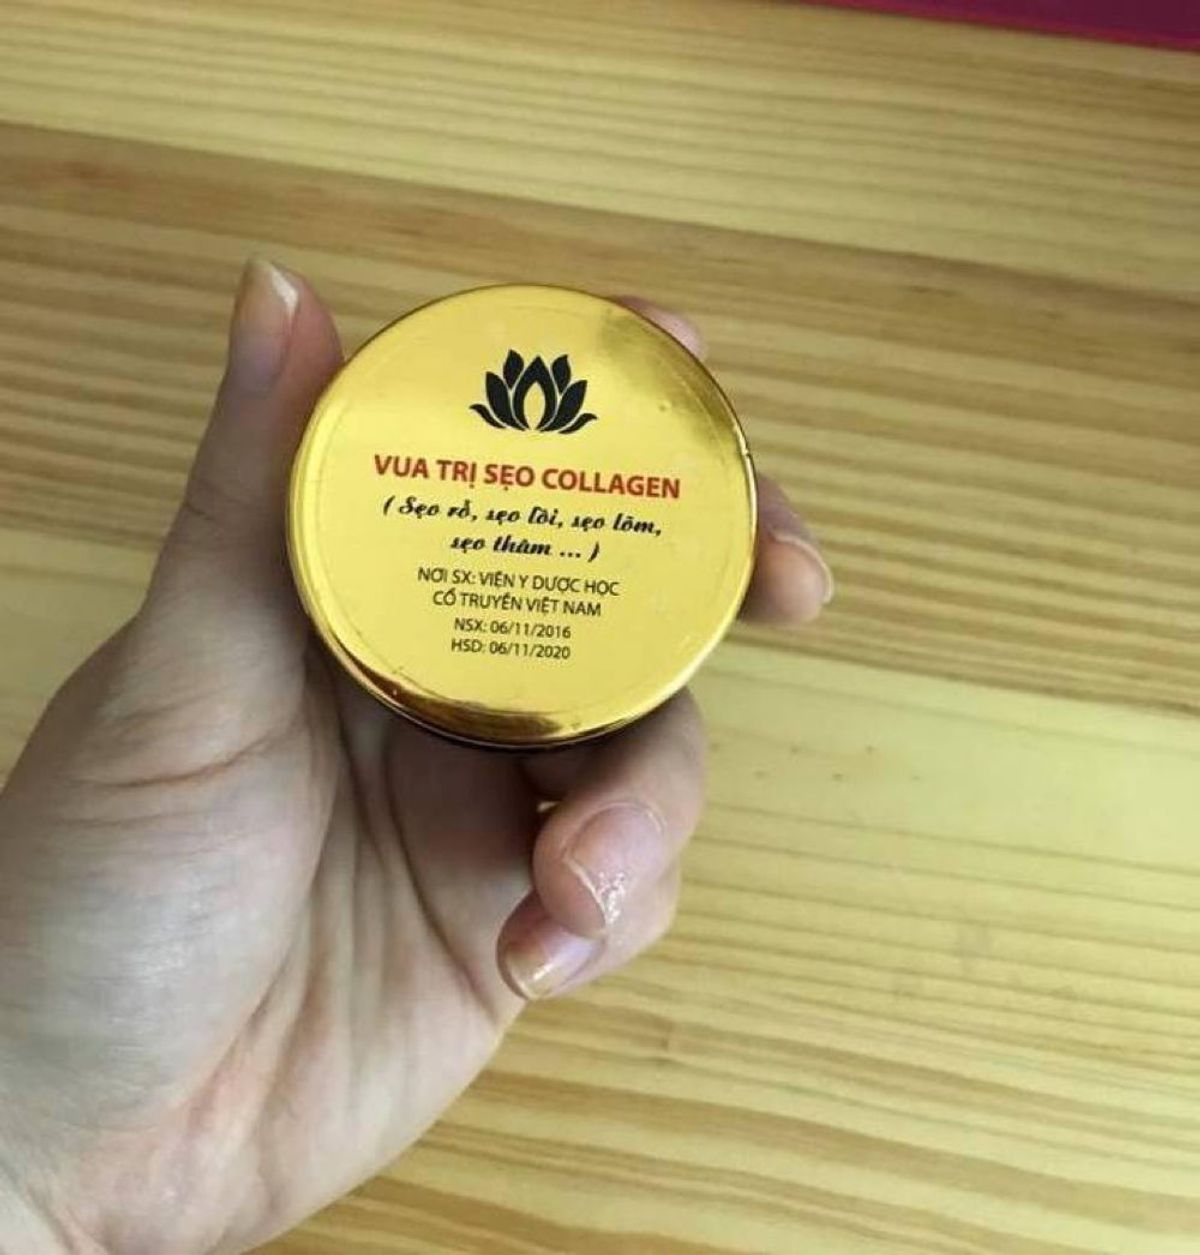 VUA TRỊ SẸO COLLAGEN
( Sẹo rỗ, sẹo lồi, sẹo lõm,
sẹo thâm ... )
NƠI SX: VIỆN Y DƯỢC HỌC
CỔ TRUYỀN VIỆT NAM
NSX: 06/11/2016
HSD: 06/11/2020